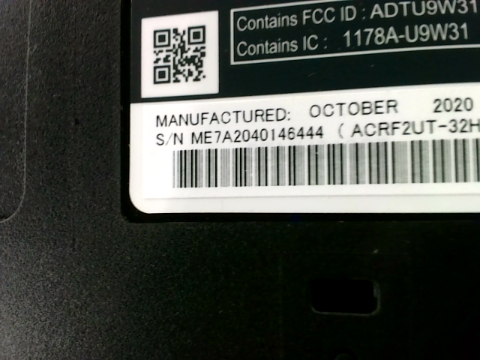 Contains FCC ID : ADTU9W31
Contains IC : 1178A-U9W31
MANUFACTURED: OCTOBER 2020
S/N ME7A2040146444 ( ACRF2UT-32H